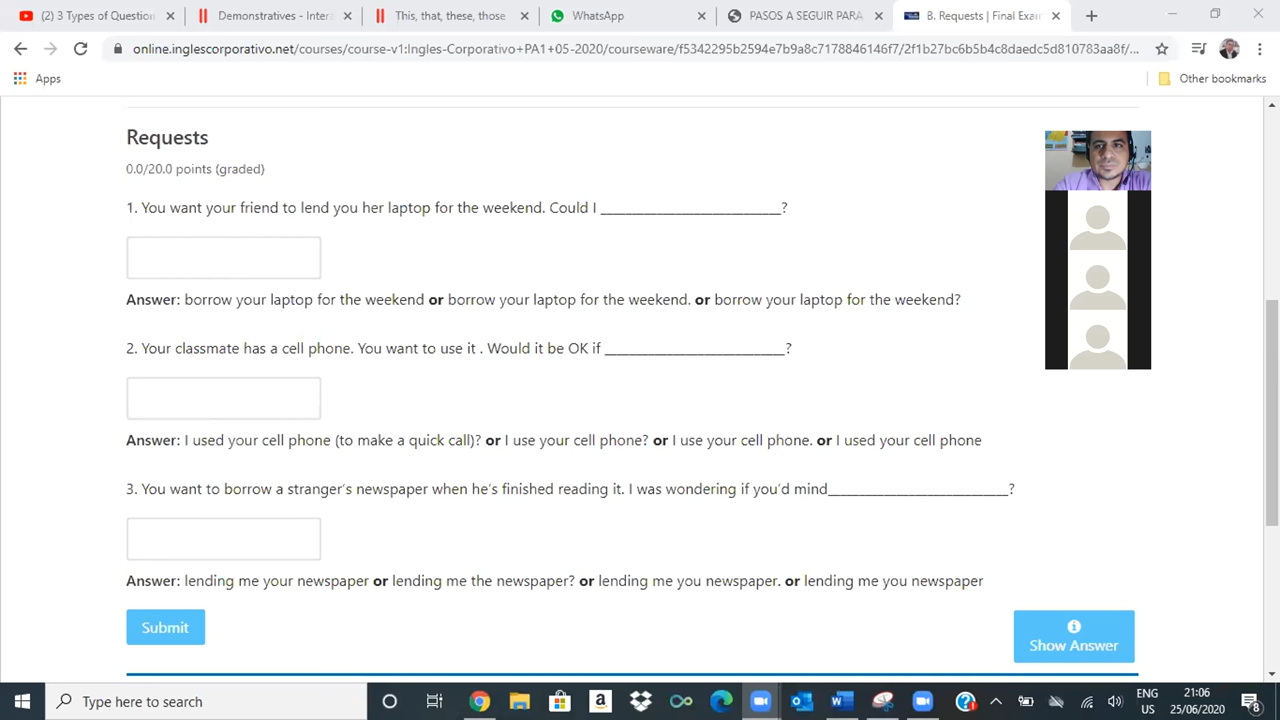 (2) 3 Types of Question
Demonstratives - Intera
This, that, these, those
WhatsApp
PASOS A SEGUIR PARA
B. Requests | Final Exam
online.inglescorporativo.net/courses/course-v1:Ingles-Corporativo+PA1+05-2020/courseware/f5342295b2594e7b9a8c7178846146f7/2f1b27bc6b5b4c8daedc5d810783aa8f/...
Apps
Other bookmarks
Requests
0.0/20.0 points (graded)
1. You want your friend to lend you her laptop for the weekend. Could I ___________________________?
Answer: borrow your laptop for the weekend or borrow your laptop for the weekend. or borrow your laptop for the weekend?
2. Your classmate has a cell phone. You want to use it . Would it be OK if ___________________________?
Answer: I used your cell phone (to make a quick call)? or I use your cell phone? or I use your cell phone. or I used your cell phone
3. You want to borrow a stranger's newspaper when he's finished reading it. I was wondering if you'd mind___________________________?
Answer: lending me your newspaper or lending me the newspaper? or lending me you newspaper. or lending me you newspaper
Submit
Show Answer
Type here to search
ENG
US
21:06
25/06/2020
8